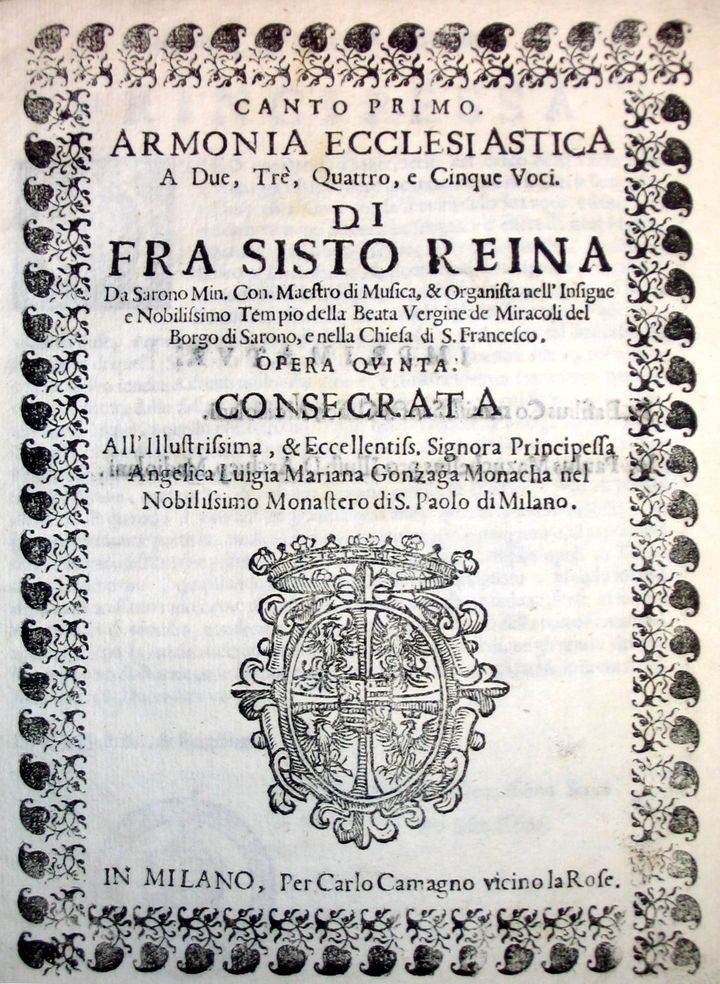 CANTO PRIMO.
ARMONIA ECCLESIASTICA
A Due, Trè, Quattro, e Cinque Voci.
DI
FRA SISTO REINA
Da Sarono Min. Con. Maeſtro di Muſica, & Organiſta nell' Inſigne
e Nobiliſſimo Tempio della Beata Vergine de Miracoli del
Borgo di Sarono, e nella Chieſa di S. Franceſco.
OPERA QVINTA.
CONSECRATA
All' Illuſtriſſima, & Eccellentiſſ. Signora Principeſſa
Angelica Luigia Mariana Gonzaga Monacha nel
Nobiliſſimo Monaſtero di S. Paolo di Milano.
IN MILANO, Per Carlo Camagno vicino la Roſe.